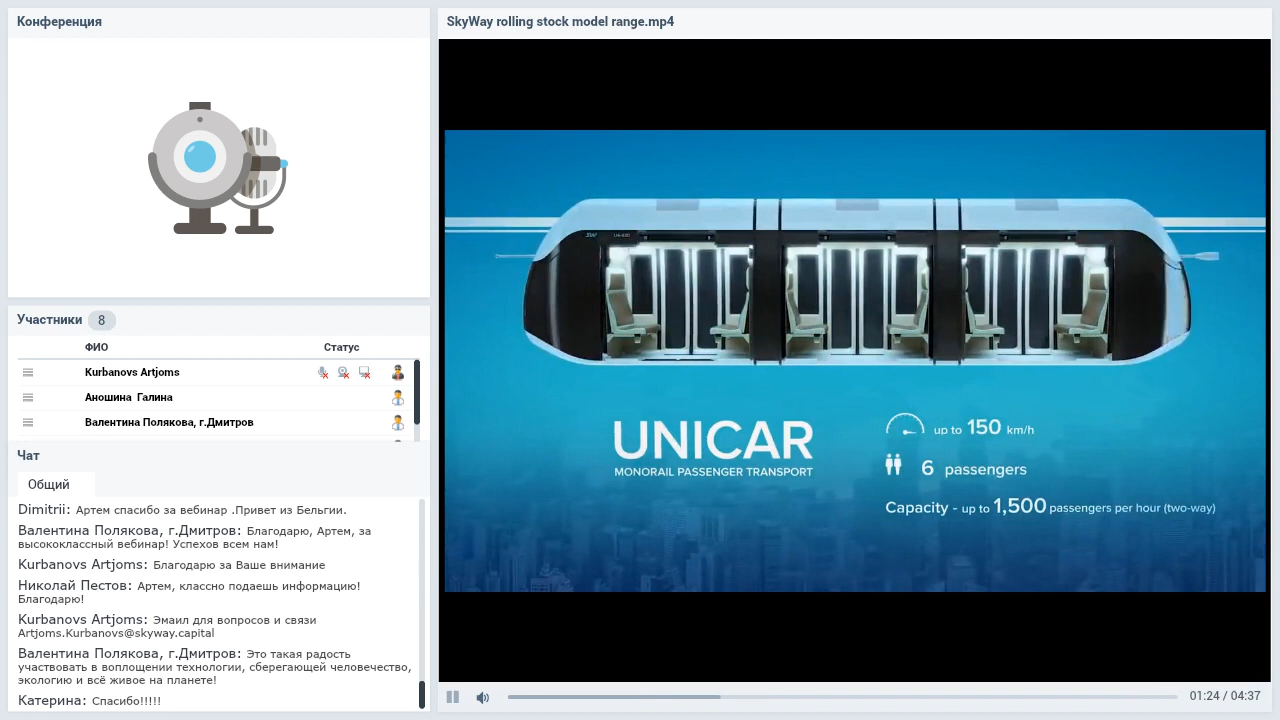 Конференция
SkyWay rolling stock model range.mp4
Участники 8
ФИО Статус
Kurbanovs Artjoms
Аношина Галина
Валентина Полякова, г.Дмитров
Чат
Общий
Dimitrii: Артем спасибо за вебинар .Привет из Бельгии.
Валентина Полякова, г.Дмитров: Благодарю, Артем, за
высококлассный вебинар! Успехов всем нам!
Kurbanovs Artjoms: Благодарю за Ваше внимание
Николай Пестов: Артем, классно подаешь информацию!
Благодарю!
Kurbanovs Artjoms: Эмаил для вопросов и связи
Artjoms.Kurbanovs@skyway.capital
Валентина Полякова, г.Дмитров: Это такая радость
участвовать в воплощении технологии, сберегающей человечество,
экологию и всё живое на планете!
Катерина: Спасибо!!!!!
UNICAR
MONORAIL PASSENGER TRANSPORT
up to 150 km/h
6 passengers
Capacity - up to 1,500 passengers per hour (two-way)
01:24 / 04:37